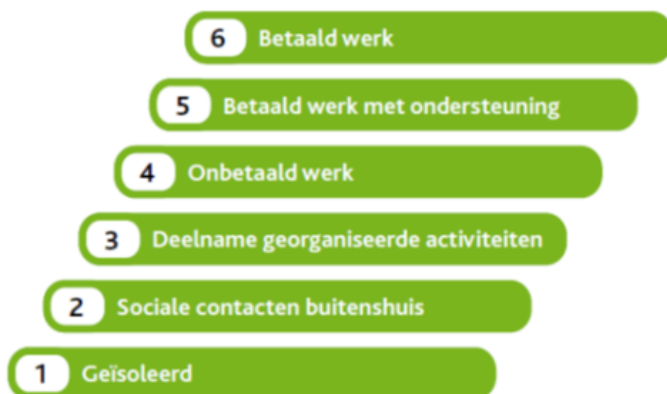 6 Betaald werk
5 Betaald werk met ondersteuning
4 Onbetaald werk
3 Deelname georganiseerde activiteiten
2 Sociale contacten buitenshuis
1 Geïsoleerd